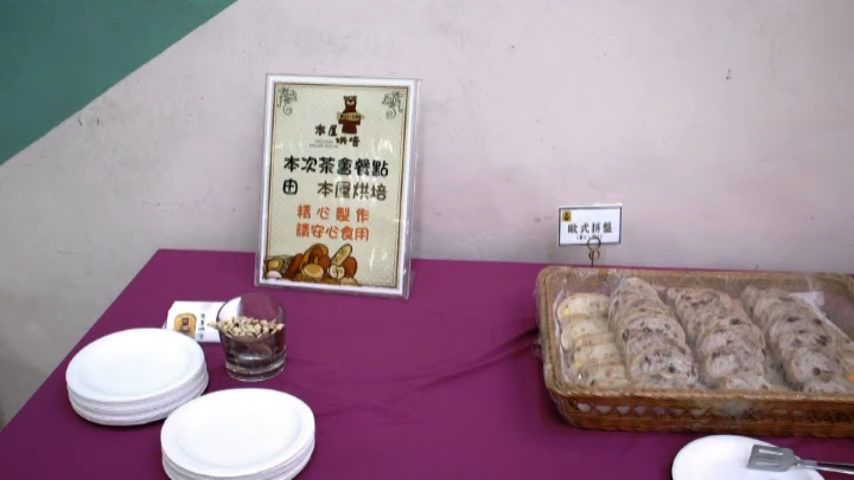 本屋
烘培
本次茶會餐點
由 本屋烘培
精心製作
請安心食用
歐式拼盤